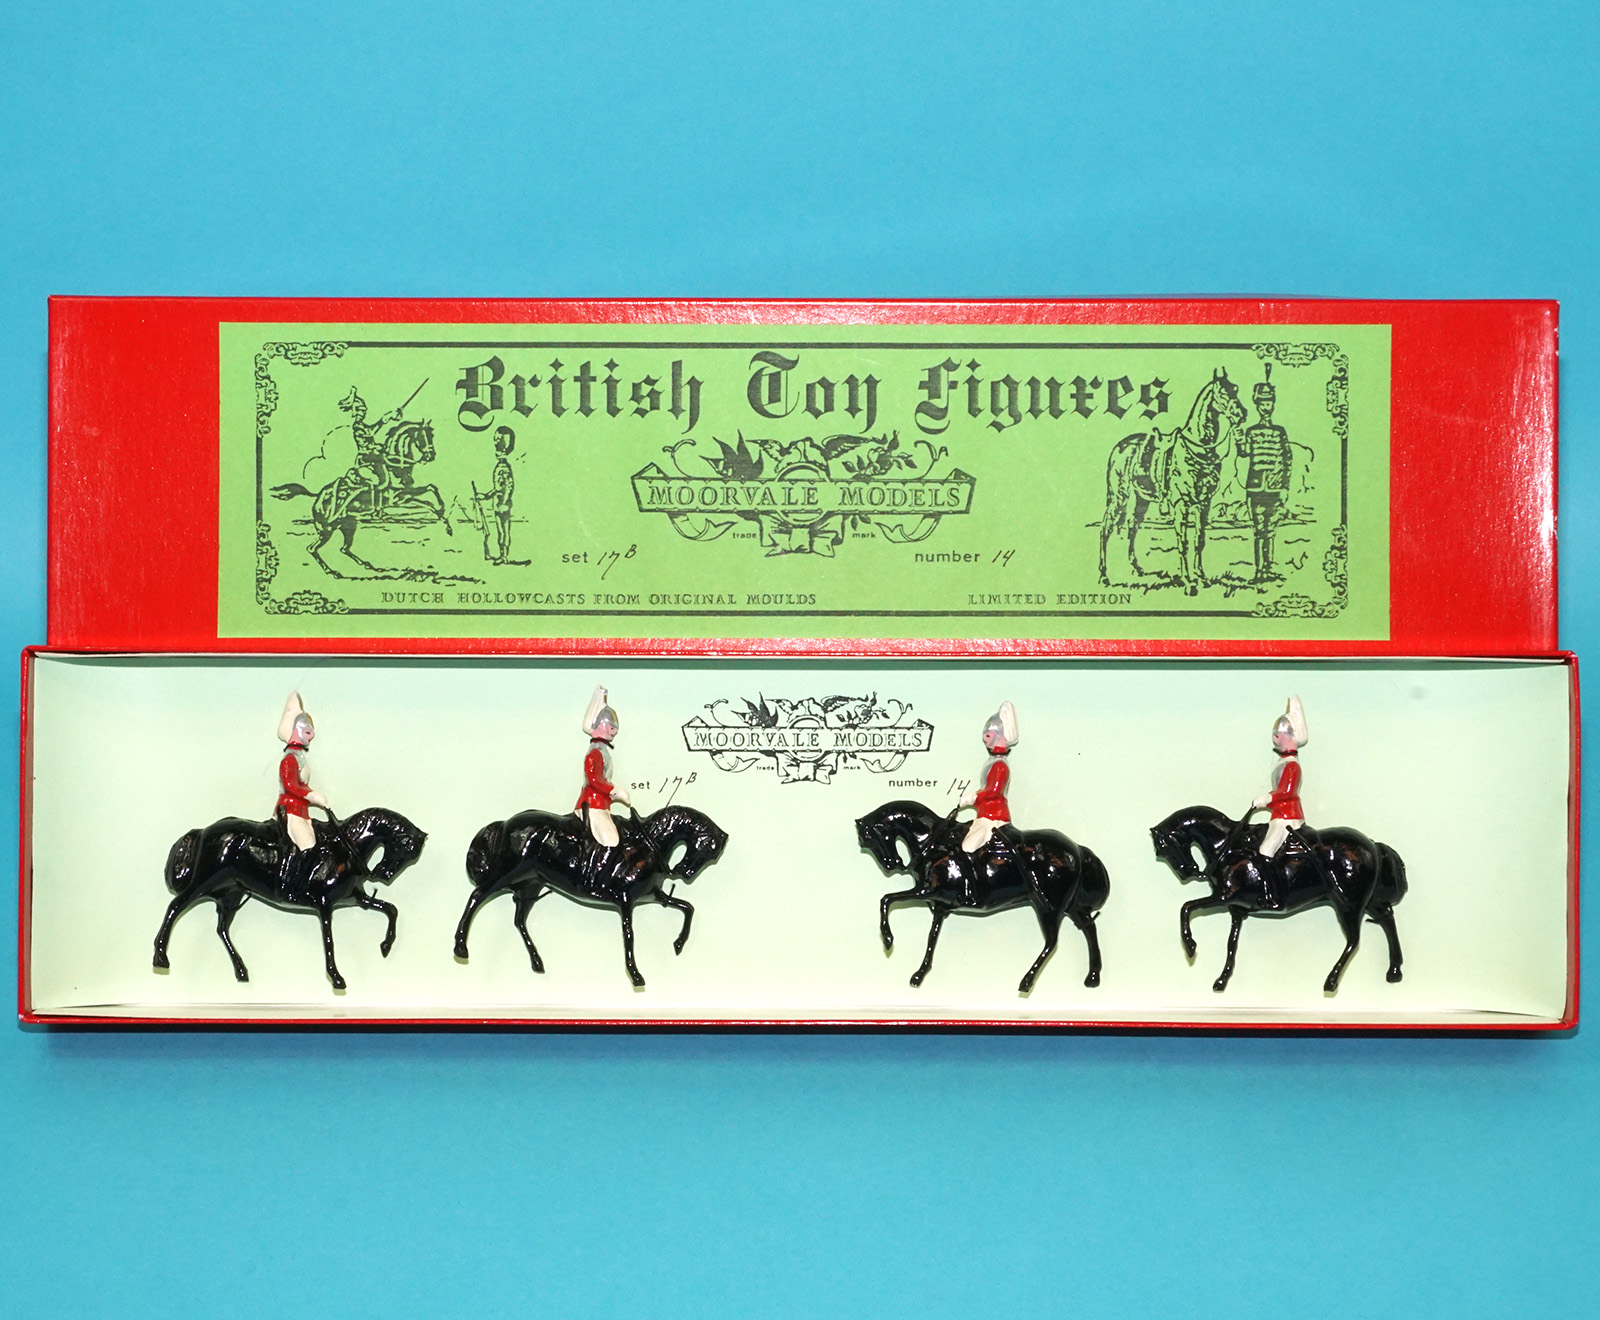 British Toy Figures
MOORVALE MODELS
trade mark
set 17B number 14
DUTCH HOLLOWCASTS FROM ORIGINAL MOULDS LIMITED EDITION
MOORVALE MODELS
trade mark
set 17B number 14